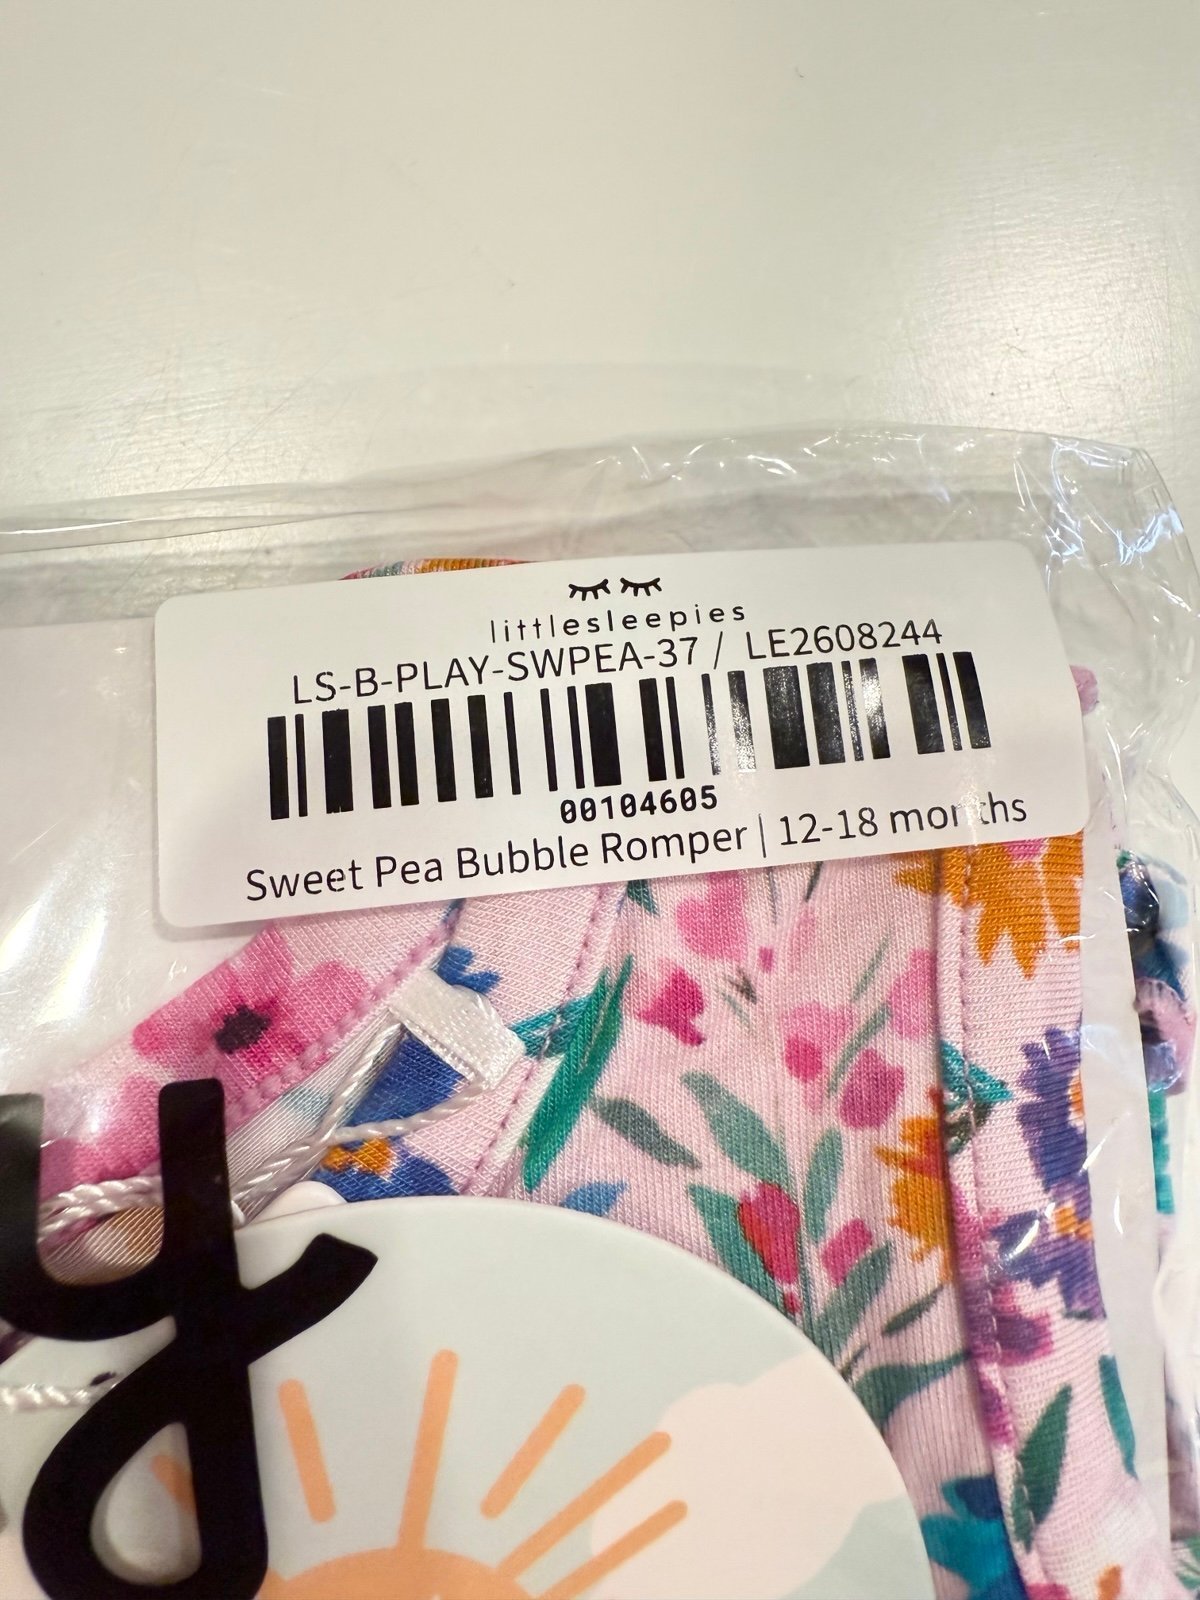 littlesleepies
LS-B-PLAY-SWPEA-37 / LE2608244
00104605
Sweet Pea Bubble Romper | 12-18 months
y